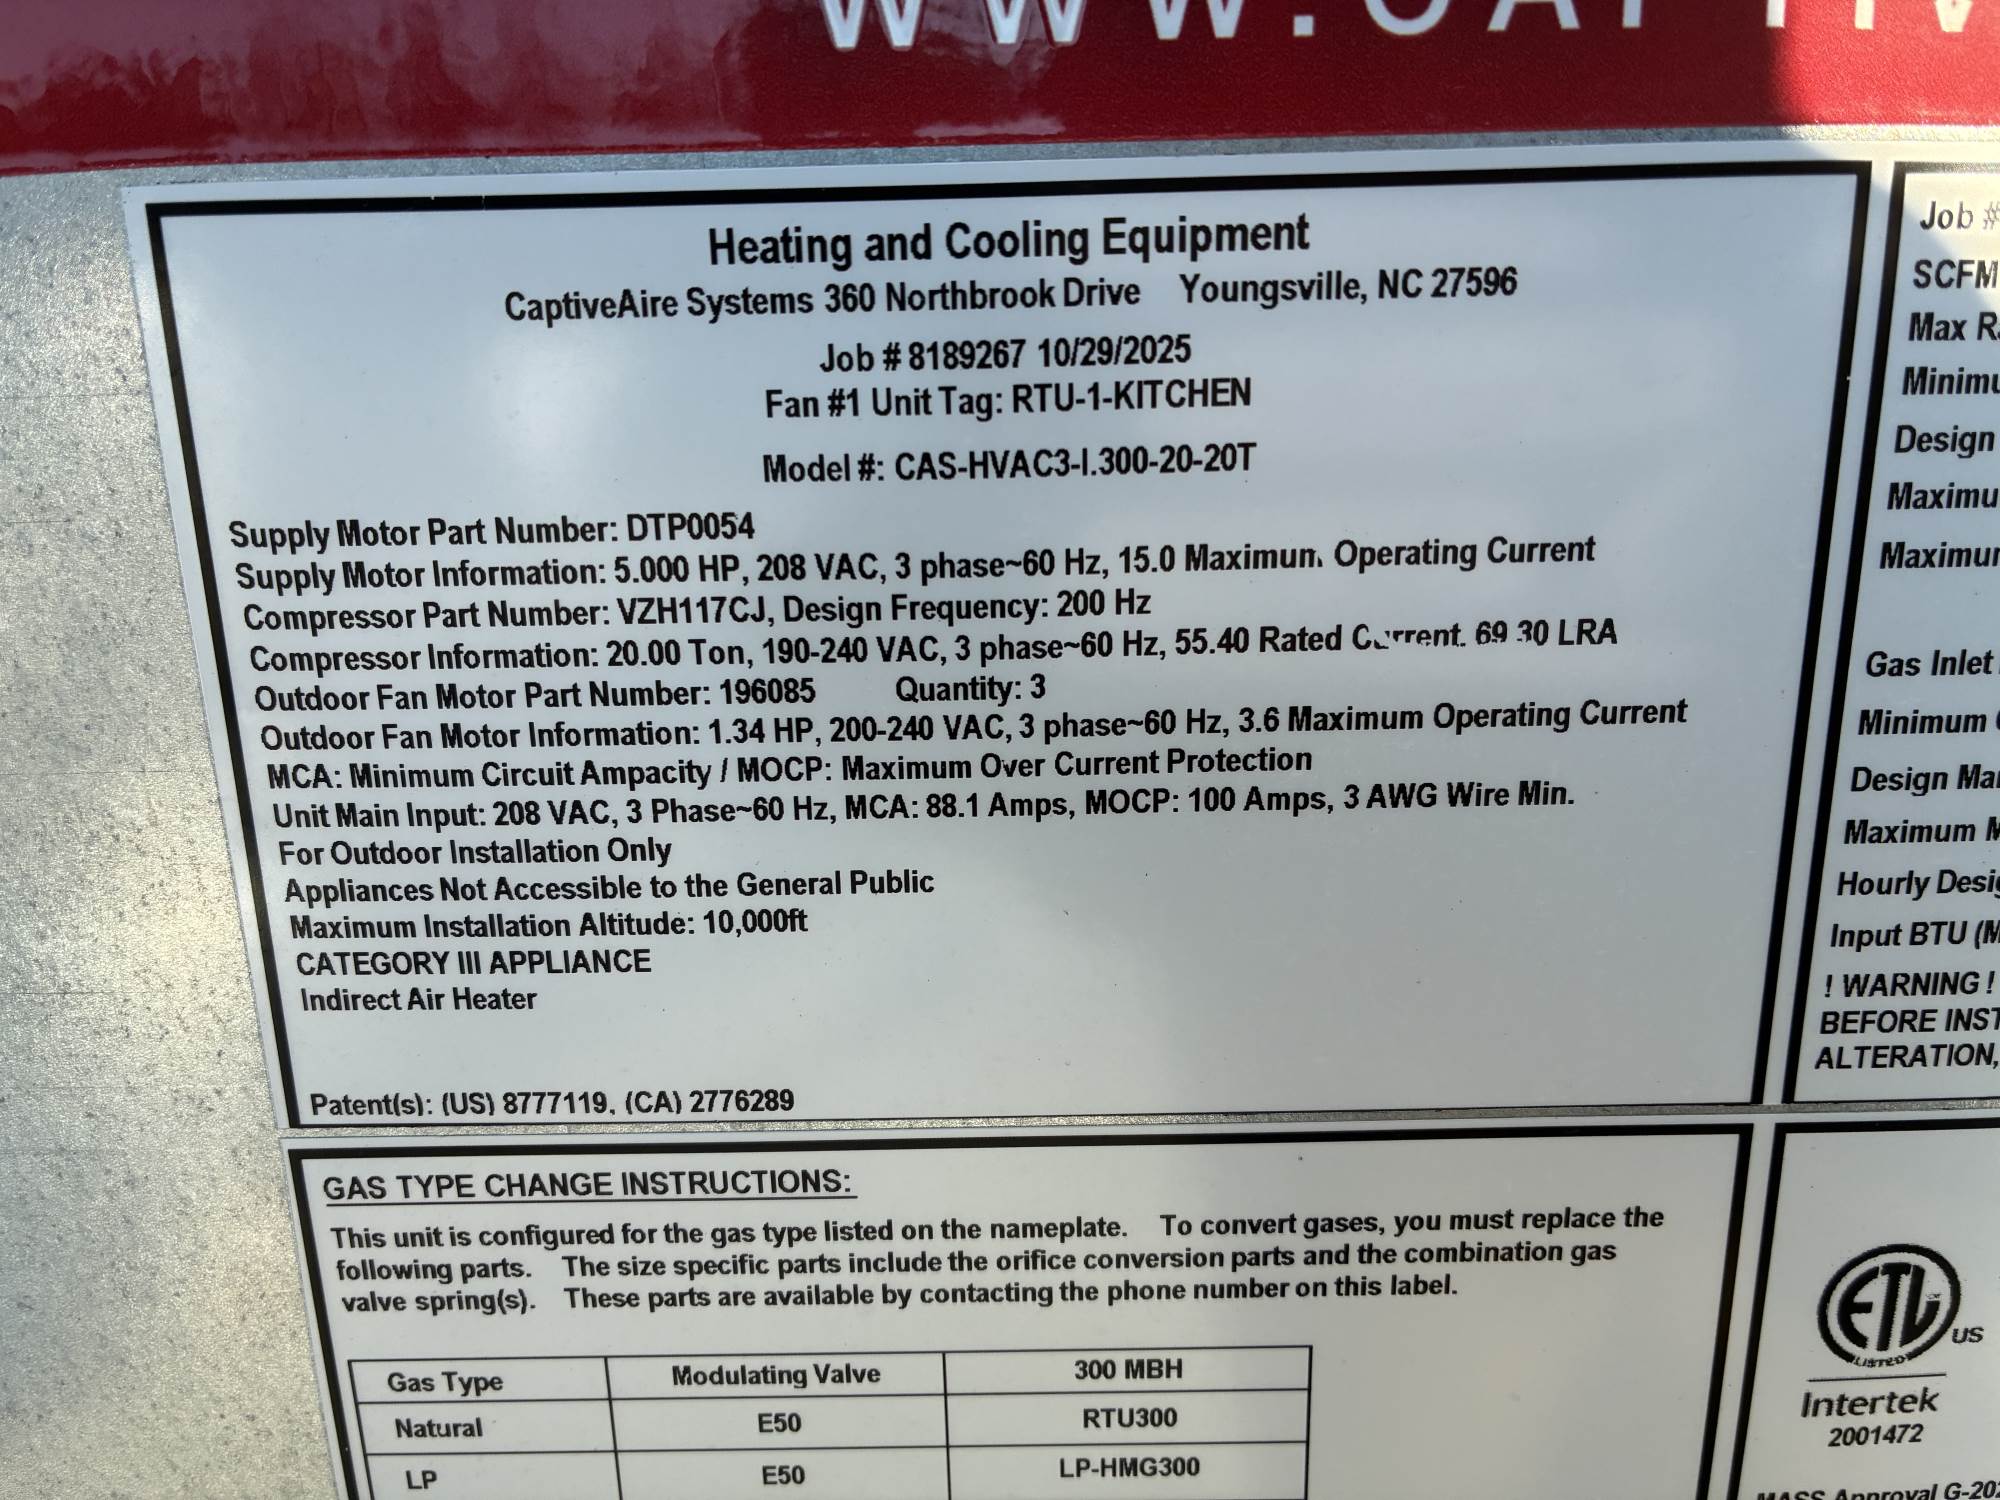 Heating and Cooling Equipment
CaptiveAire Systems 360 Northbrook Drive Youngsville, NC 27596
Job # 8189267 10/29/2025
Fan #1 Unit Tag: RTU-1-KITCHEN
Model #: CAS-HVAC3-I.300-20-20T
Supply Motor Part Number: DTP0054
Supply Motor Information: 5.000 HP, 208 VAC, 3 phase~60 Hz, 15.0 Maximum Operating Current
Compressor Part Number: VZH117CJ, Design Frequency: 200 Hz
Compressor Information: 20.00 Ton, 190-240 VAC, 3 phase~60 Hz, 55.40 Rated Current. 69 30 LRA
Outdoor Fan Motor Part Number: 196085 Quantity: 3
Outdoor Fan Motor Information: 1.34 HP, 200-240 VAC, 3 phase~60 Hz, 3.6 Maximum Operating Current
MCA: Minimum Circuit Ampacity / MOCP: Maximum Over Current Protection
Unit Main Input: 208 VAC, 3 Phase~60 Hz, MCA: 88.1 Amps, MOCP: 100 Amps, 3 AWG Wire Min.
For Outdoor Installation Only
Appliances Not Accessible to the General Public
Maximum Installation Altitude: 10,000ft
CATEGORY III APPLIANCE
Indirect Air Heater
Patent(s): (US) 8777119, (CA) 2776289
Job #
SCFM
Max
Design
Gas Inlet
Minimum
Design
Maximum
Hourly
Input BTU
! WARNING !
BEFORE
ALTERATION,
GAS TYPE CHANGE INSTRUCTIONS:
This unit is configured for the gas type listed on the nameplate. To convert gases, you must replace the
following parts. The size specific parts include the orifice conversion parts and the combination gas
valve spring(s). These parts are available by contacting the phone number on this label.
Gas Type Modulating Valve 300 MBH
Natural E50 RTU300
LP E50 LP-HMG300
ETL
LISTED
US
Intertek
2001472
Approval